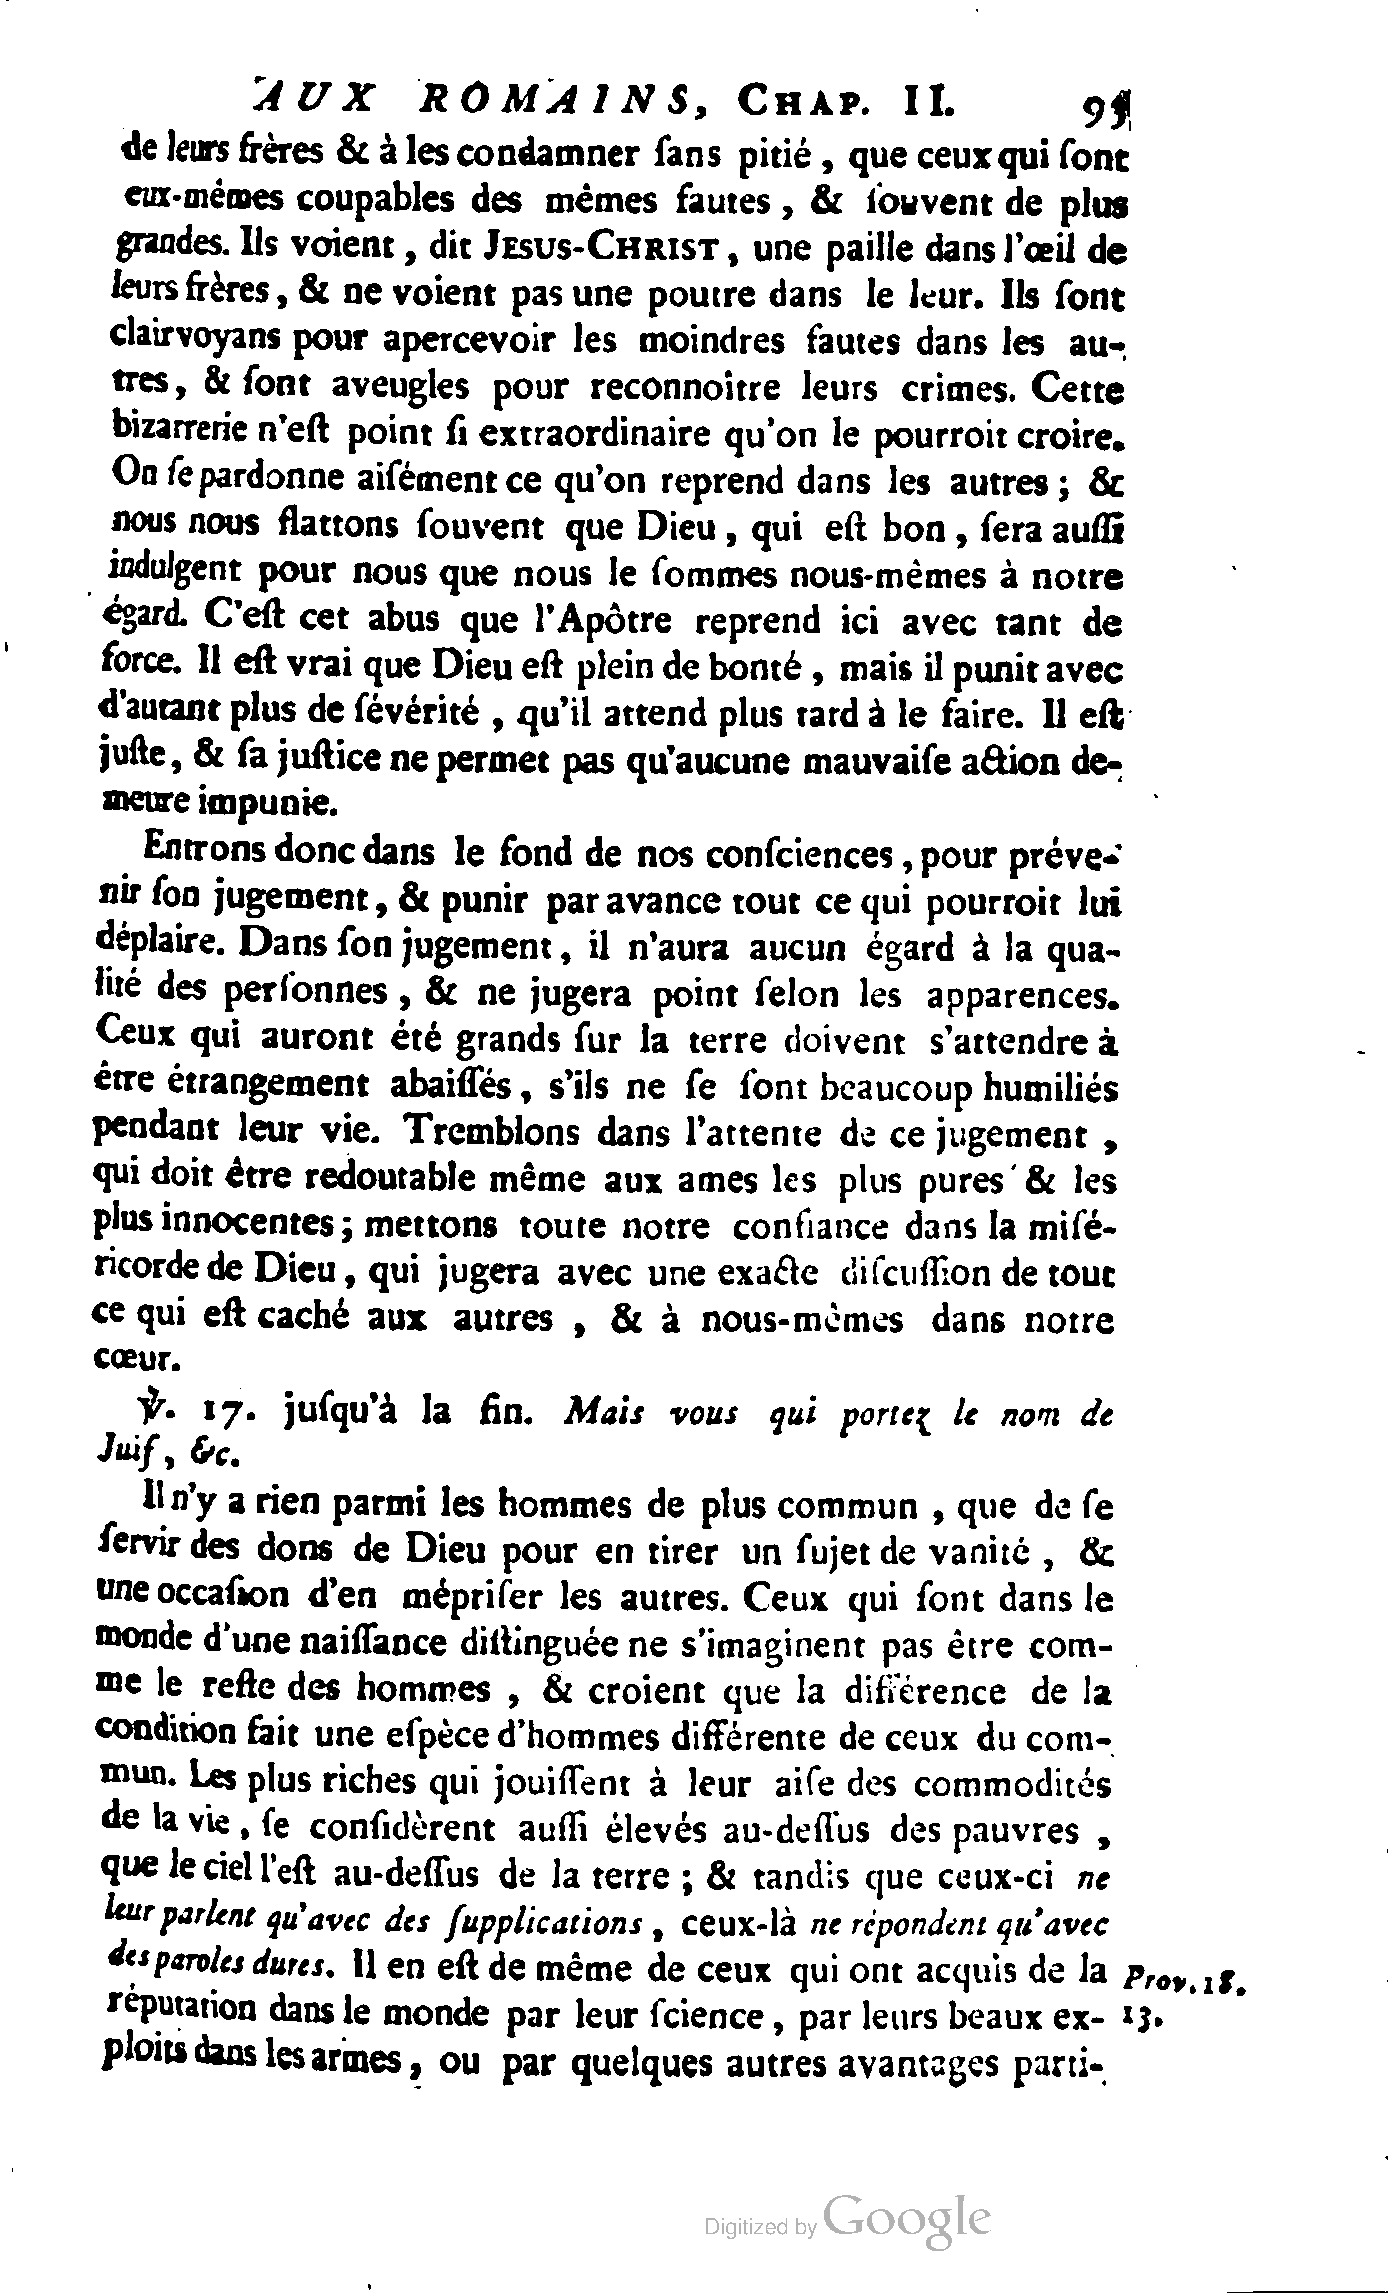 AUX ROMAINS, CHAP. II. 95
de leurs frères & à les condamner ſans pitié, que ceux qui ſont
eux-mêmes coupables des mêmes fautes, & ſouvent de plus
grandes. Ils voient, dit JESUS-CHRIST, une paille dans l'œil de
leurs frères, & ne voient pas une poutre dans le leur. Ils ſont
clairvoyans pour apercevoir les moindres fautes dans les au-
tres, & ſont aveugles pour reconnoître leurs crimes. Cette
bizarrerie n'eſt point ſi extraordinaire qu'on le pourroit croire.
On ſe pardonne aiſément ce qu'on reprend dans les autres; &
nous nous flattons ſouvent que Dieu, qui eſt bon, ſera auſſi
indulgent pour nous que nous le ſommes nous-mêmes à notre
égard. C'eſt cet abus que l'Apôtre reprend ici avec tant de
force. Il eſt vrai que Dieu eſt plein de bonté, mais il punit avec
d'autant plus de ſévérité, qu'il attend plus tard à le faire. Il eſt
juſte, & ſa juſtice ne permet pas qu'aucune mauvaiſe action de-
meure impunie.
Entrons donc dans le fond de nos conſciences, pour préve-
nir ſon jugement, & punir par avance tout ce qui pourroit lui
déplaire. Dans ſon jugement, il n'aura aucun égard à la qua-
lité des perſonnes, & ne jugera point ſelon les apparences.
Ceux qui auront été grands ſur la terre doivent s'attendre à
être étrangement abaiſſés, s'ils ne ſe ſont beaucoup humiliés
pendant leur vie. Tremblons dans l'attente de ce jugement,
qui doit être redoutable même aux ames les plus pures & les
plus innocentes; mettons toute notre confiance dans la miſé-
ricorde de Dieu, qui jugera avec une exacte diſcuſſion de tout
ce qui eſt caché aux autres, & à nous-mêmes dans notre
cœur.
℣. 17. juſqu'à la fin. Mais vous qui portez le nom de
Juif, &c.
Il n'y a rien parmi les hommes de plus commun, que de ſe
ſervir des dons de Dieu pour en tirer un ſujet de vanité, &
une occaſion d'en mépriſer les autres. Ceux qui ſont dans le
monde d'une naiſſance diſtinguée ne s'imaginent pas être com-
me le reſte des hommes, & croient que la différence de la
condition fait une eſpèce d'hommes différente de ceux du com-
mun. Les plus riches qui jouiſſent à leur aiſe des commodités
de la vie, ſe conſidèrent auſſi élevés au-deſſus des pauvres,
que le ciel l'eſt au-deſſus de la terre; & tandis que ceux-ci ne
leur parlent qu'avec des ſupplications, ceux-là ne répondent qu'avec
des paroles dures. Il en eſt de même de ceux qui ont acquis de la Prov. 18.
réputation dans le monde par leur ſcience, par leurs beaux ex- 13.
ploits dans les armes, ou par quelques autres avantages parti-
Digitized by Google